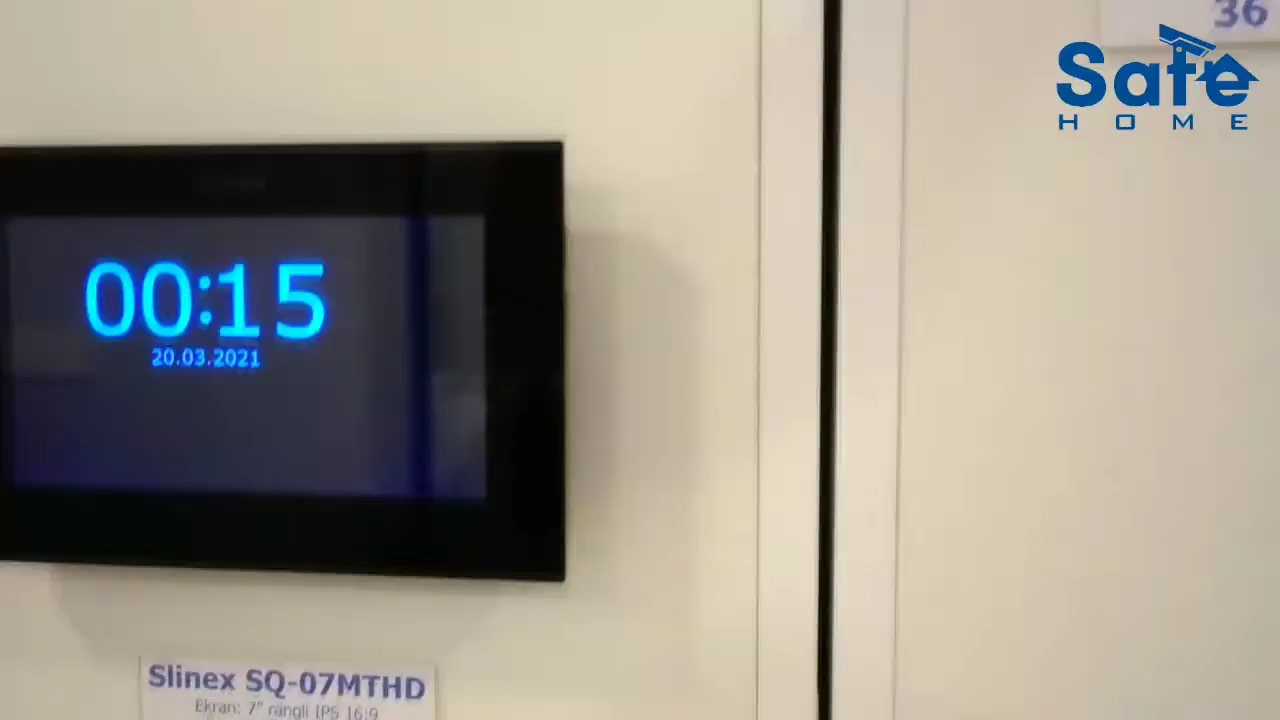 36
Safe
HOME
00:15
20.03.2021
Slinex SQ-07MTHD
Ekran: 7" rangli IPS 16:9